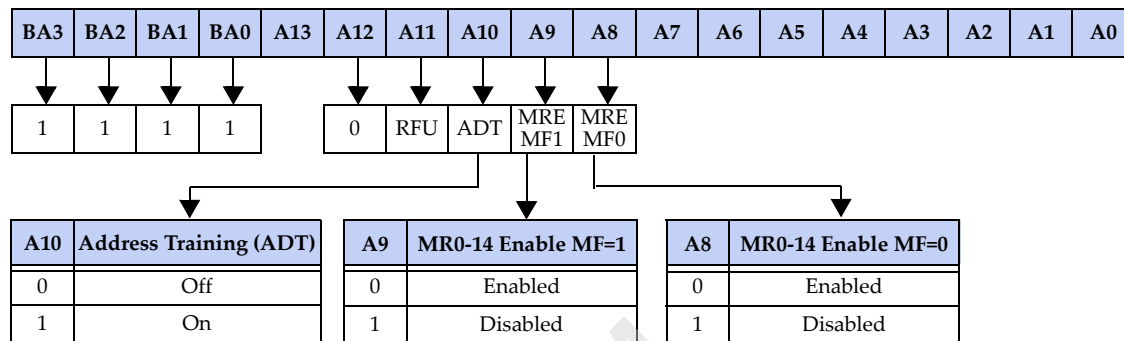 BA3 BA2 BA1 BA0 A13 A12 A11 A10 A9 A8 A7 A6 A5 A4 A3 A2 A1 A0
1 1 1 1 0 RFU ADT MRE MF1 MRE MF0
A10 Address Training (ADT)
0 Off
1 On
A9 MR0-14 Enable MF=1
0 Enabled
1 Disabled
A8 MR0-14 Enable MF=0
0 Enabled
1 Disabled